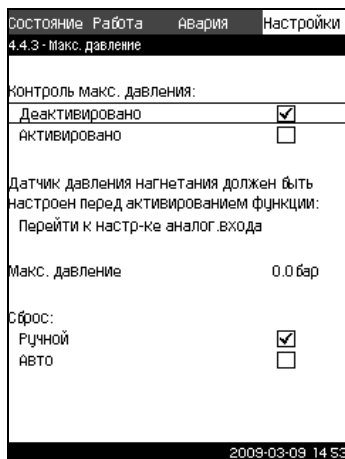 Состояние Работа Авария Настройки
4.4.3 - Макс. давление
Контроль макс. давления:
Деактивировано
Активировано
Датчик давления нагнетания должен быть
настроен перед активированием функции:
Перейти к настр-ке аналог.входа
Макс. давление 0.0 бар
Сброс:
Ручной
Авто
2009-03-09 14:53